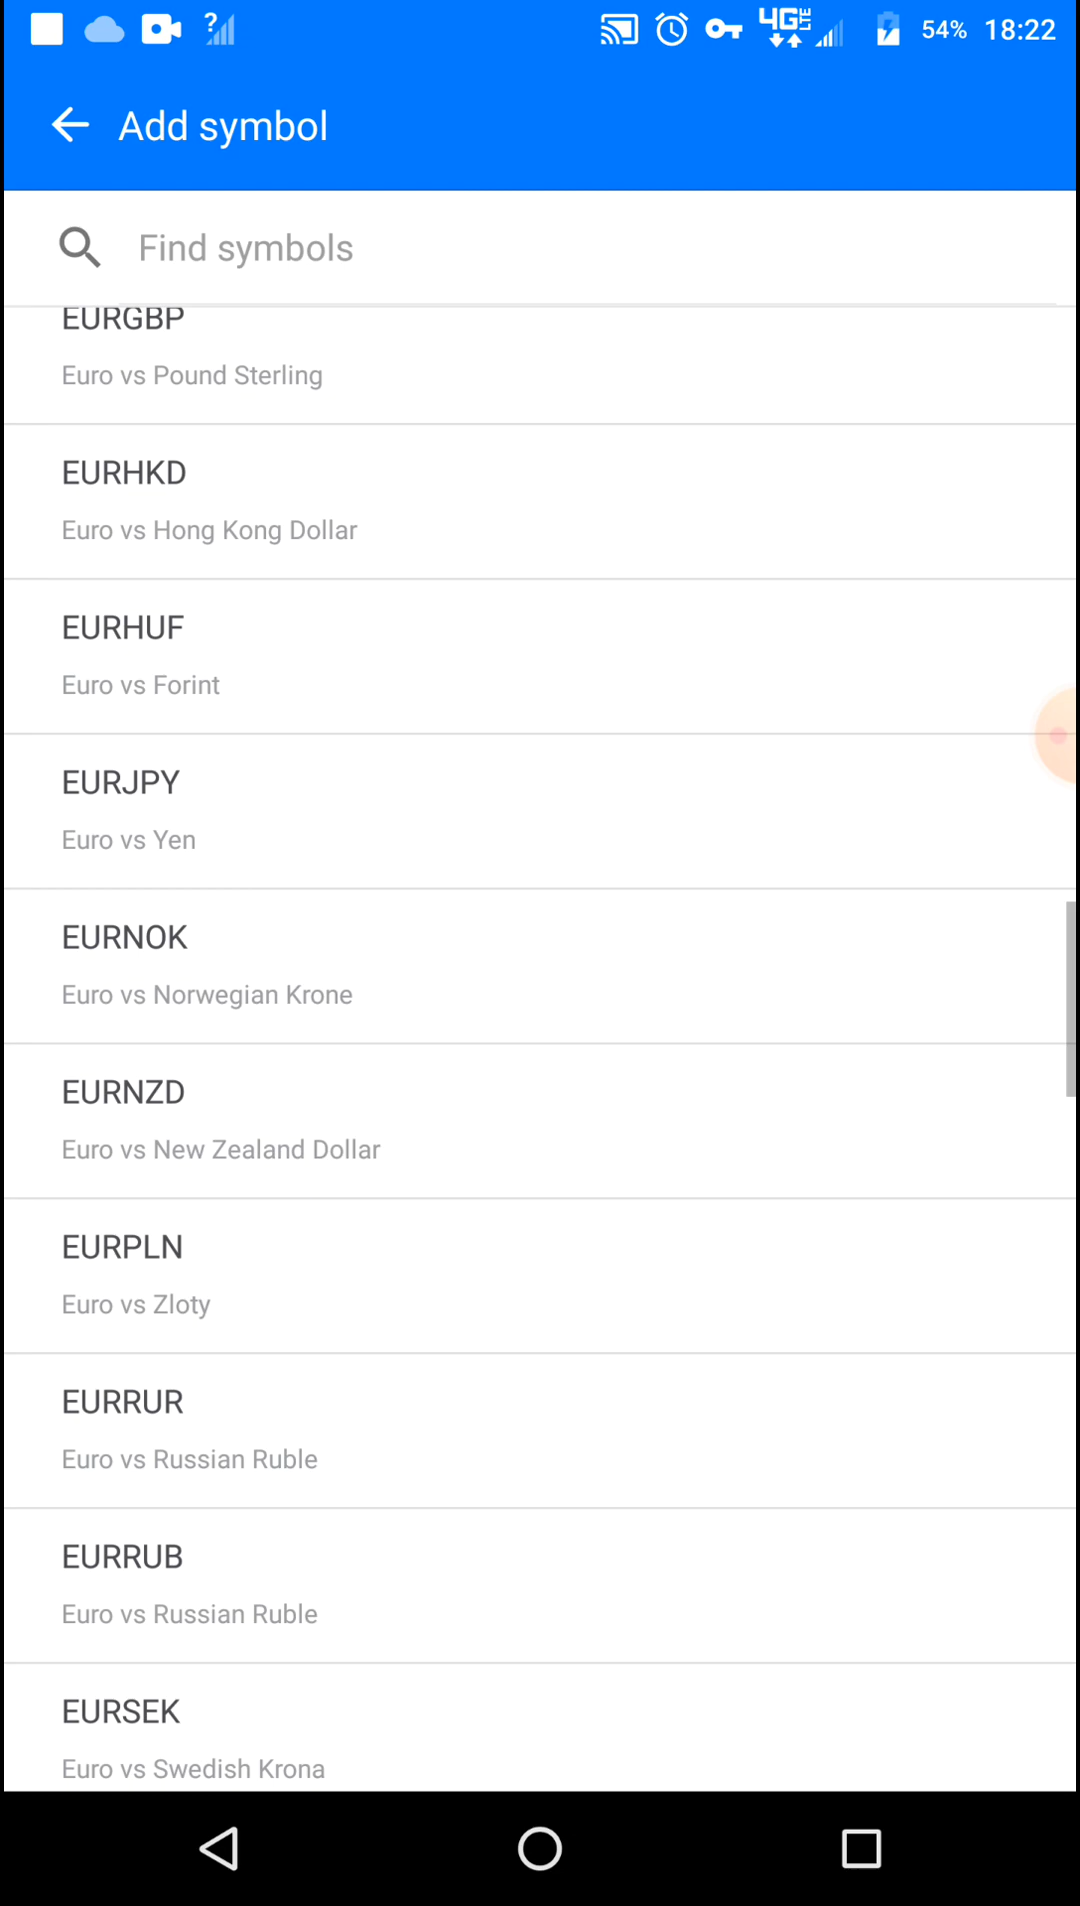 ? 4G LTE 54% 18:22
Add symbol
Find symbols
EURGBP
Euro vs Pound Sterling
EURHKD
Euro vs Hong Kong Dollar
EURHUF
Euro vs Forint
EURJPY
Euro vs Yen
EURNOK
Euro vs Norwegian Krone
EURNZD
Euro vs New Zealand Dollar
EURPLN
Euro vs Zloty
EURRUR
Euro vs Russian Ruble
EURRUB
Euro vs Russian Ruble
EURSEK
Euro vs Swedish Krona